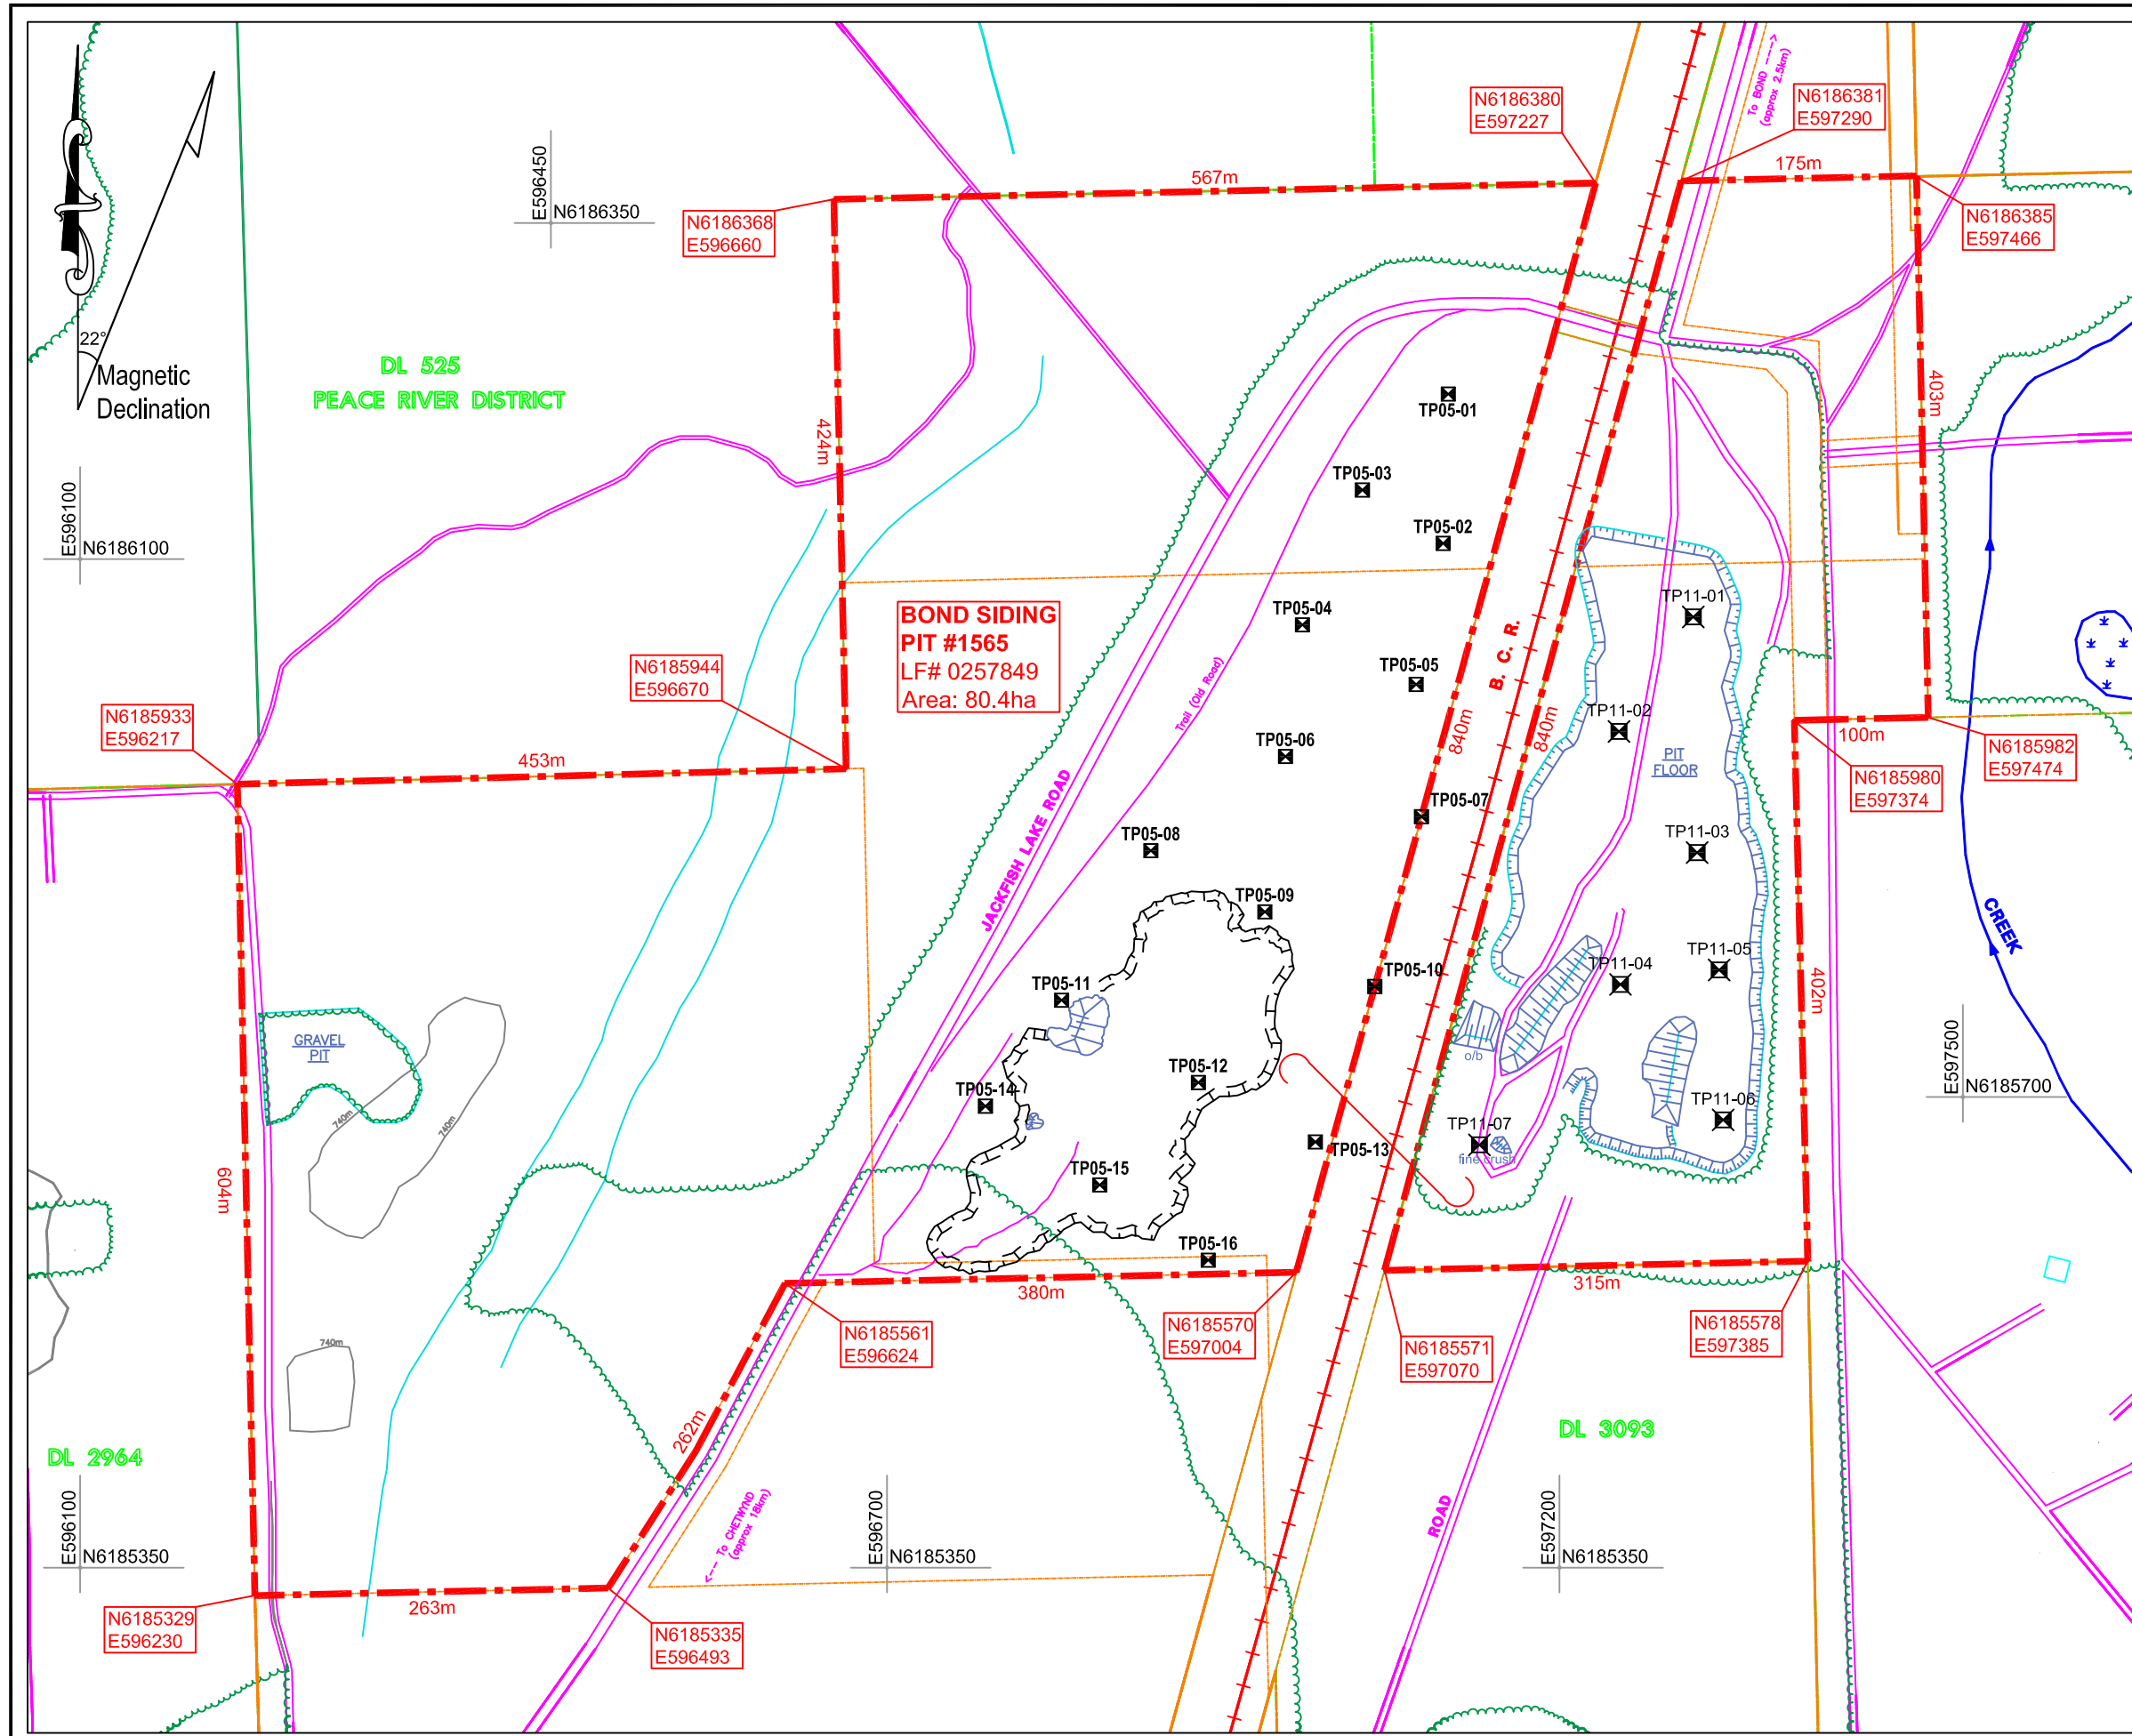 To BOND --->
(approx 2.5km)
N6186380
E597227
N6186381
E597290
175m
567m
E596450
N6186350
N6186368
E596660
N6186385
E597466
22°
Magnetic
Declination
DL 525
PEACE RIVER DISTRICT
403m
TP05-01
424m
TP05-03
E596100
N6186100
TP05-02
TP11-01
BOND SIDING
PIT #1565
LF# 0257849
Area: 80.4ha
TP05-04
B. C. R.
N6185944
E596670
TP05-05
Trail (Old Road)
TP11-02
N6185933
E596217
840m
840m
100m
453m
TP05-06
PIT
FLOOR
N6185982
E597474
N6185980
E597374
JACKFISH LAKE ROAD
TP05-07
TP05-08
TP11-03
TP05-09
CREEK
TP05-11
TP05-10
TP11-04
TP11-05
402m
GRAVEL
PIT
740m
740m
o/b
E597500
N6185700
TP05-12
TP05-14
TP11-06
TP11-07
fine crush
TP05-13
604m
TP05-15
TP05-16
380m
315m
N6185561
E596624
N6185570
E597004
N6185571
E597070
N6185578
E597385
740m
262m
DL 2964
DL 3093
<--- To CHETWYND
(approx 18km)
ROAD
E596100
N6185350
E596700
N6185350
E597200
N6185350
263m
N6185329
E596230
N6185335
E596493